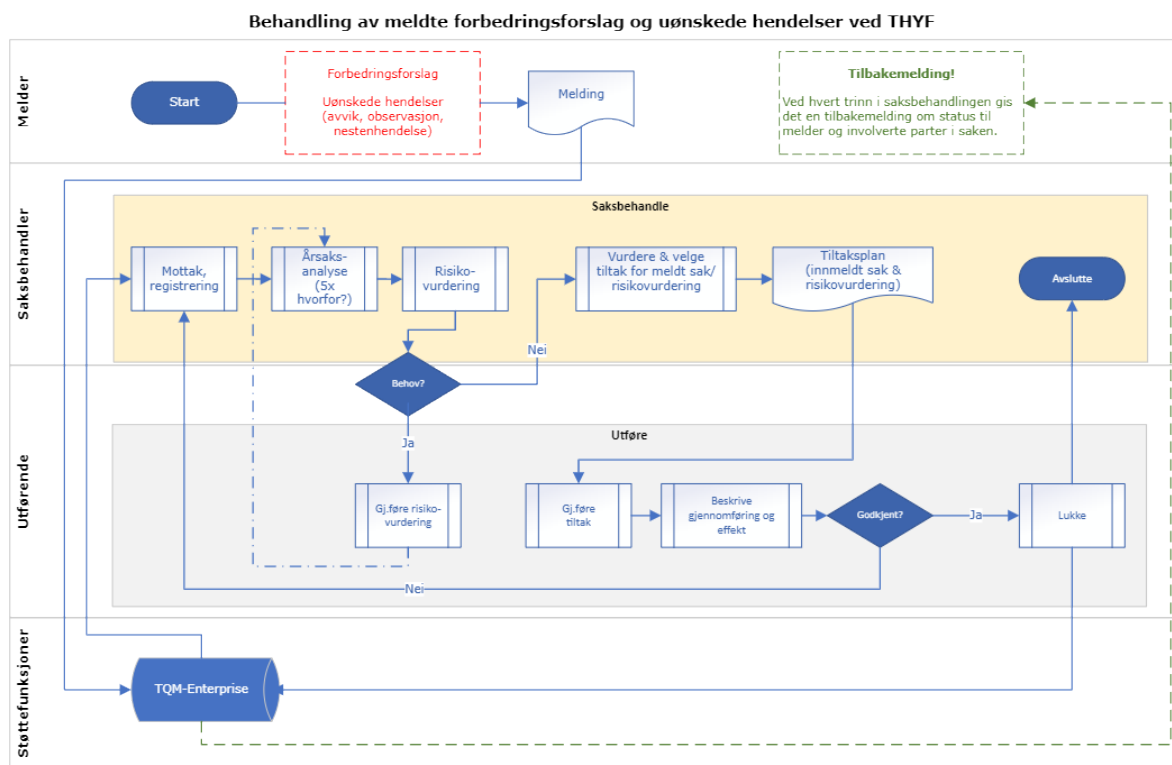 Behandling av meldte forbedringsforslag og uønskede hendelser ved THYF
Melder
Start
Forbedringsforslag
Uønskede hendelser
(avvik, observasjon,
nestenhendelse)
Melding
Tilbakemelding!
Ved hvert trinn i saksbehandlingen gis
det en tilbakemelding om status til
melder og involverte parter i saken.
Saksbehandler
Saksbehandle
Mottak,
registrering
Årsaks-
analyse
(5x
hvorfor?)
Risiko-
vurdering
Vurdere & velge
tiltak for meldt sak/
risikovurdering
Tiltaksplan
(innmeldt sak &
risikovurdering)
Avslutte
Nei
Behov?
Ja
Utførende
Utføre
Gj.føre risiko-
vurdering
Gj.føre
tiltak
Beskrive
gjennomføring og
effekt
Godkjent?
Ja
Lukke
Nei
Støttefunksjoner
TQM-Enterprise